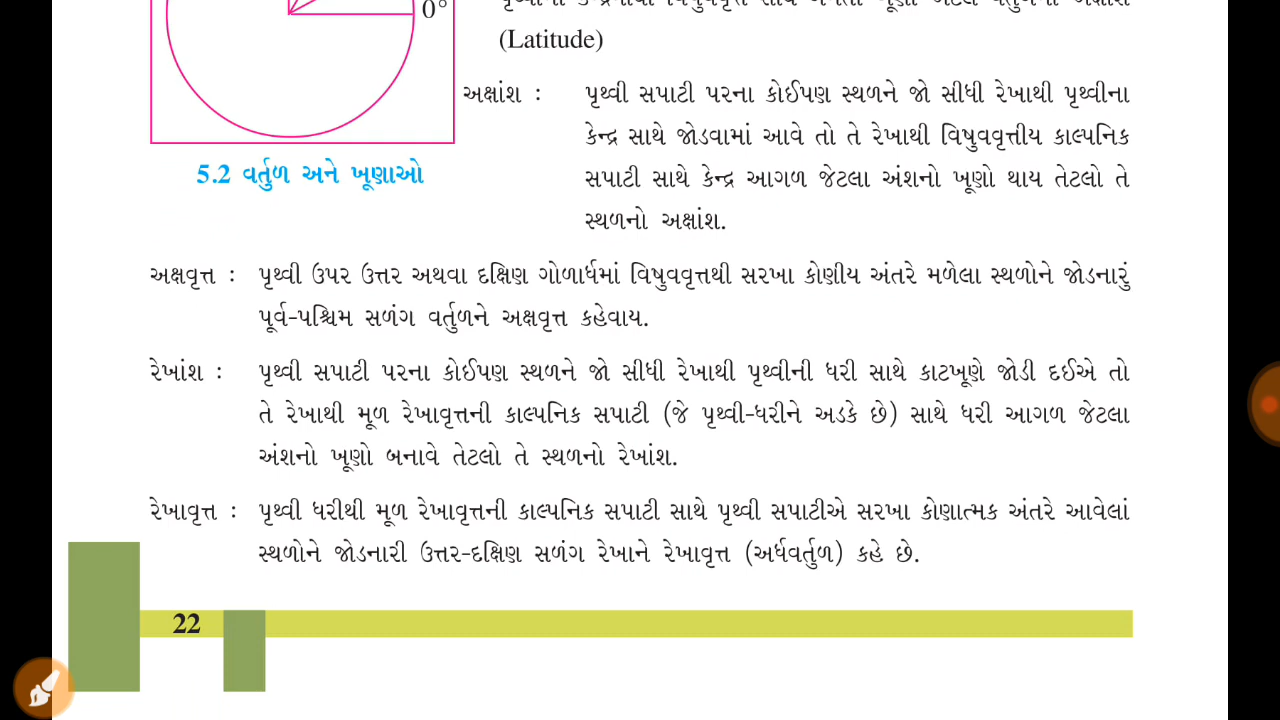 0°
(Latitude)
અક્ષાંશ : પૃથ્વી સપાટી પરના કોઈપણ સ્થળને જો સીધી રેખાથી પૃથ્વીના
કેન્દ્ર સાથે જોડવામાં આવે તો તે રેખાથી વિષુવવૃત્તીય કાલ્પનિક
સપાટી સાથે કેન્દ્ર આગળ જેટલા અંશનો ખૂણો થાય તેટલો તે
સ્થળનો અક્ષાંશ.
5.2 વર્તુળ અને ખૂણાઓ
અક્ષવૃત્ત : પૃથ્વી ઉપર ઉત્તર અથવા દક્ષિણ ગોળાર્ધમાં વિષુવવૃત્તથી સરખા કોણીય અંતરે મળેલા સ્થળોને જોડનારું
પૂર્વ-પશ્ચિમ સળંગ વર્તુળને અક્ષવૃત્ત કહેવાય.
રેખાંશ : પૃથ્વી સપાટી પરના કોઈપણ સ્થળને જો સીધી રેખાથી પૃથ્વીની ધરી સાથે કાટખૂણે જોડી દઈએ તો
તે રેખાથી મૂળ રેખાવૃત્તની કાલ્પનિક સપાટી (જે પૃથ્વી-ધરીને અડકે છે) સાથે ધરી આગળ જેટલા
અંશનો ખૂણો બનાવે તેટલો તે સ્થળનો રેખાંશ.
રેખાવૃત્ત : પૃથ્વી ધરીથી મૂળ રેખાવૃત્તની કાલ્પનિક સપાટી સાથે પૃથ્વી સપાટીએ સરખા કોણાત્મક અંતરે આવેલાં
સ્થળોને જોડનારી ઉત્તર-દક્ષિણ સળંગ રેખાને રેખાવૃત્ત (અર્ધવર્તુળ) કહે છે.
22